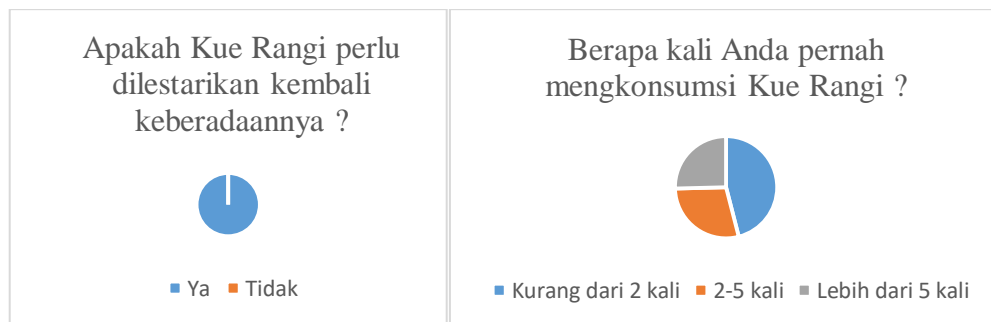 Apakah Kue Rangi perlu
dilestarikan kembali
keberadaannya ?
Ya Tidak
Berapa kali Anda pernah
mengkonsumsi Kue Rangi ?
Kurang dari 2 kali 2-5 kali Lebih dari 5 kali